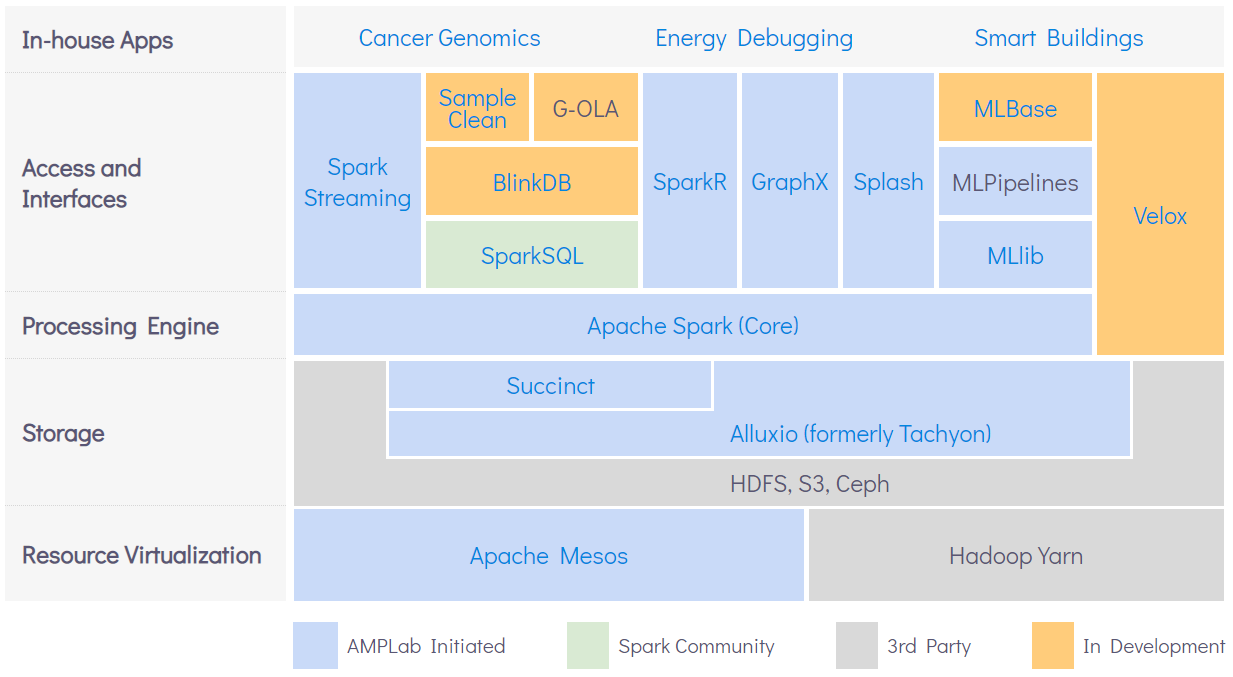 In-house Apps
Cancer Genomics
Energy Debugging
Smart Buildings
Access and
Interfaces
Spark
Streaming
Sample
Clean
G-OLA
BlinkDB
SparkSQL
SparkR
GraphX
Splash
MLBase
MLPipelines
MLlib
Velox
Processing Engine
Apache Spark (Core)
Storage
Succinct
Alluxio (formerly Tachyon)
HDFS, S3, Ceph
Resource Virtualization
Apache Mesos
Hadoop Yarn
AMPLab Initiated
Spark Community
3rd Party
In Development